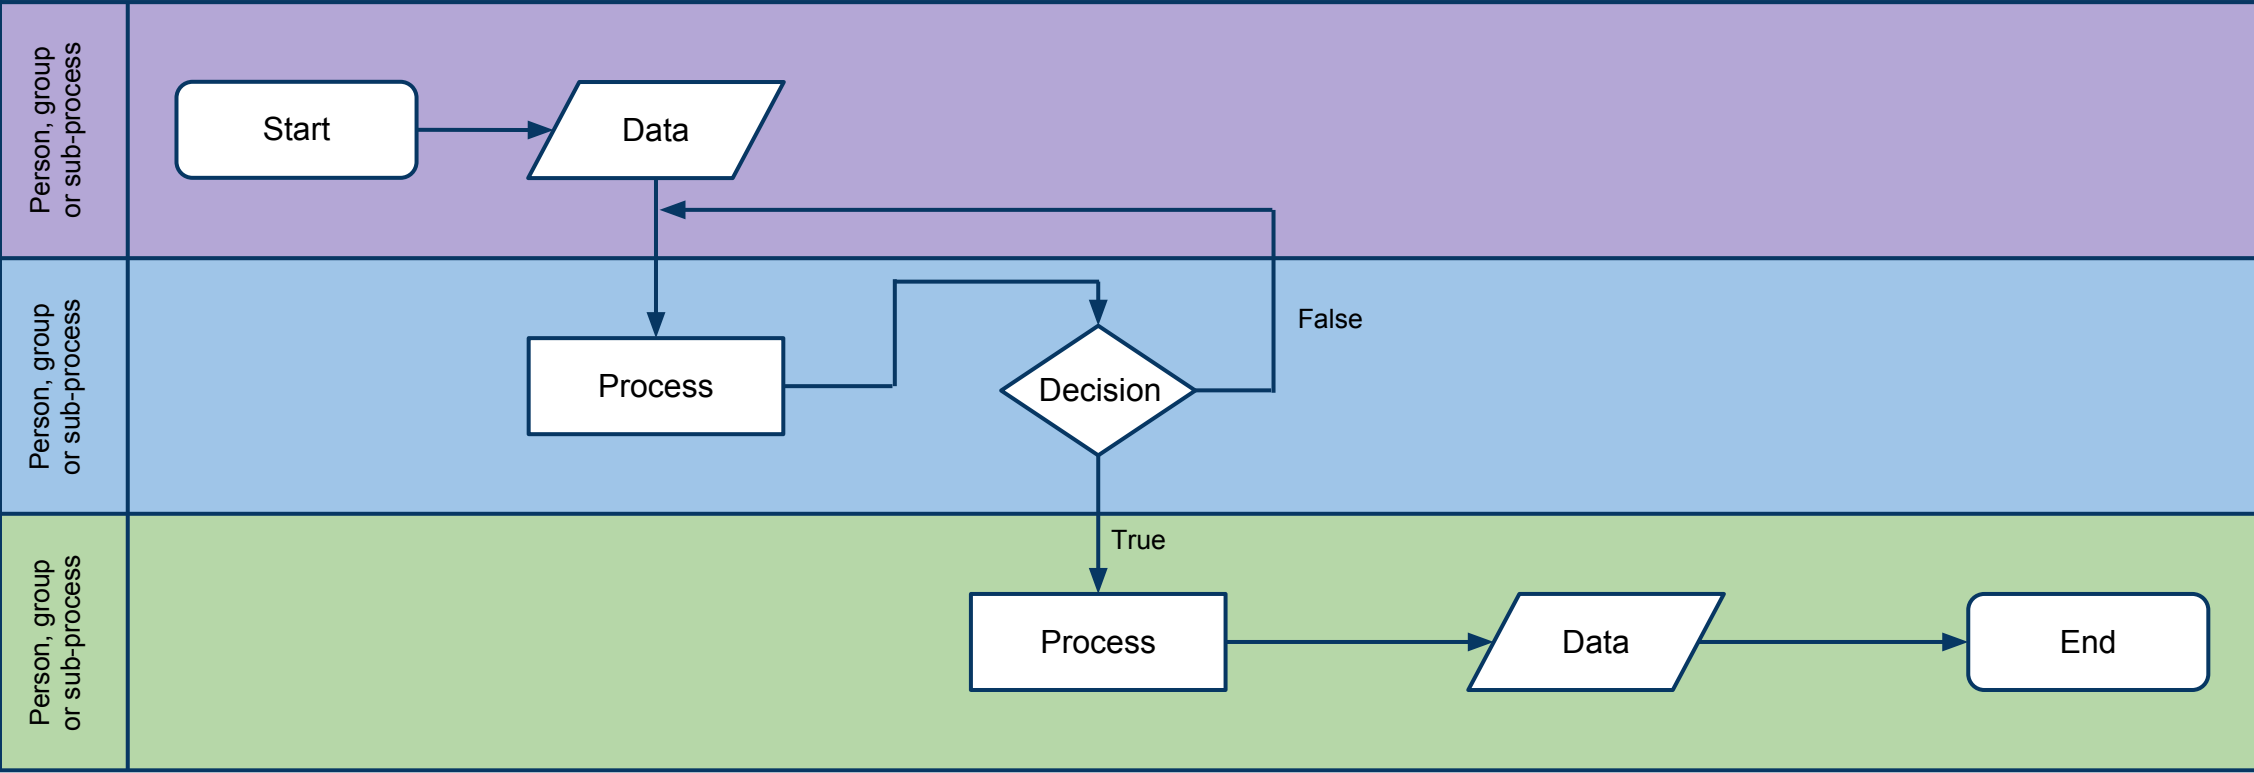 Person, group
or sub-process
Start
Data
Person, group
or sub-process
Process
Decision
False
Person, group
or sub-process
True
Process
Data
End